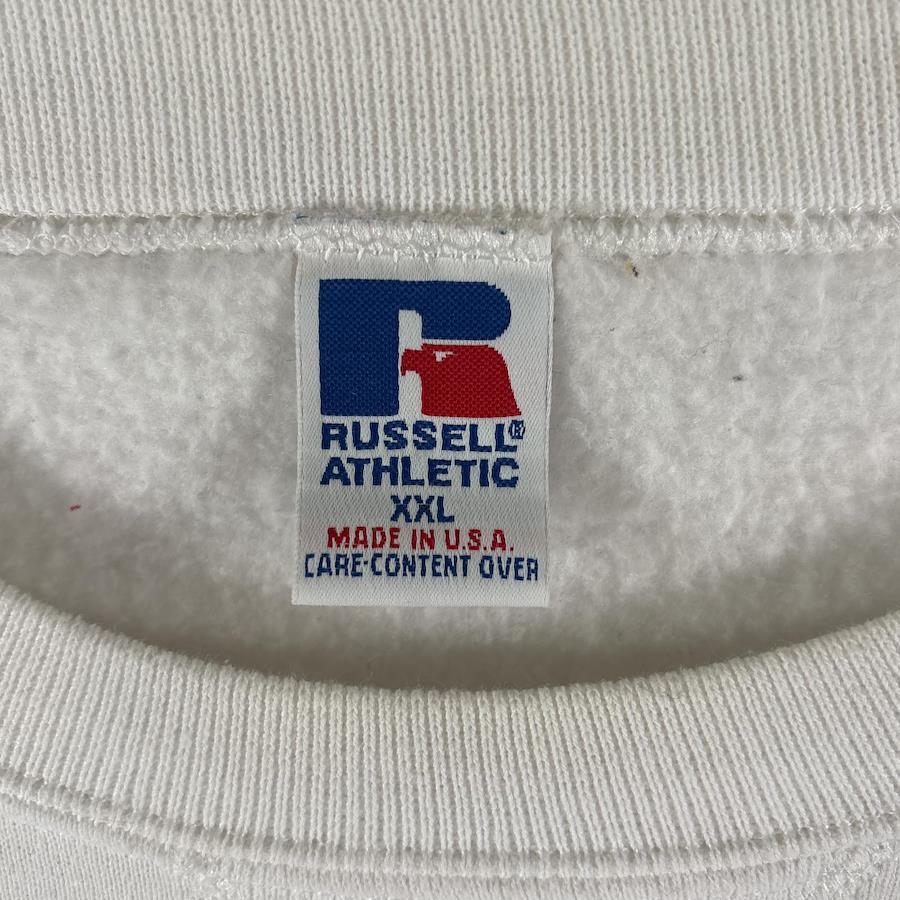 RUSSELL®
ATHLETIC
XXL
MADE IN U.S.A.
CARE-CONTENT OVER